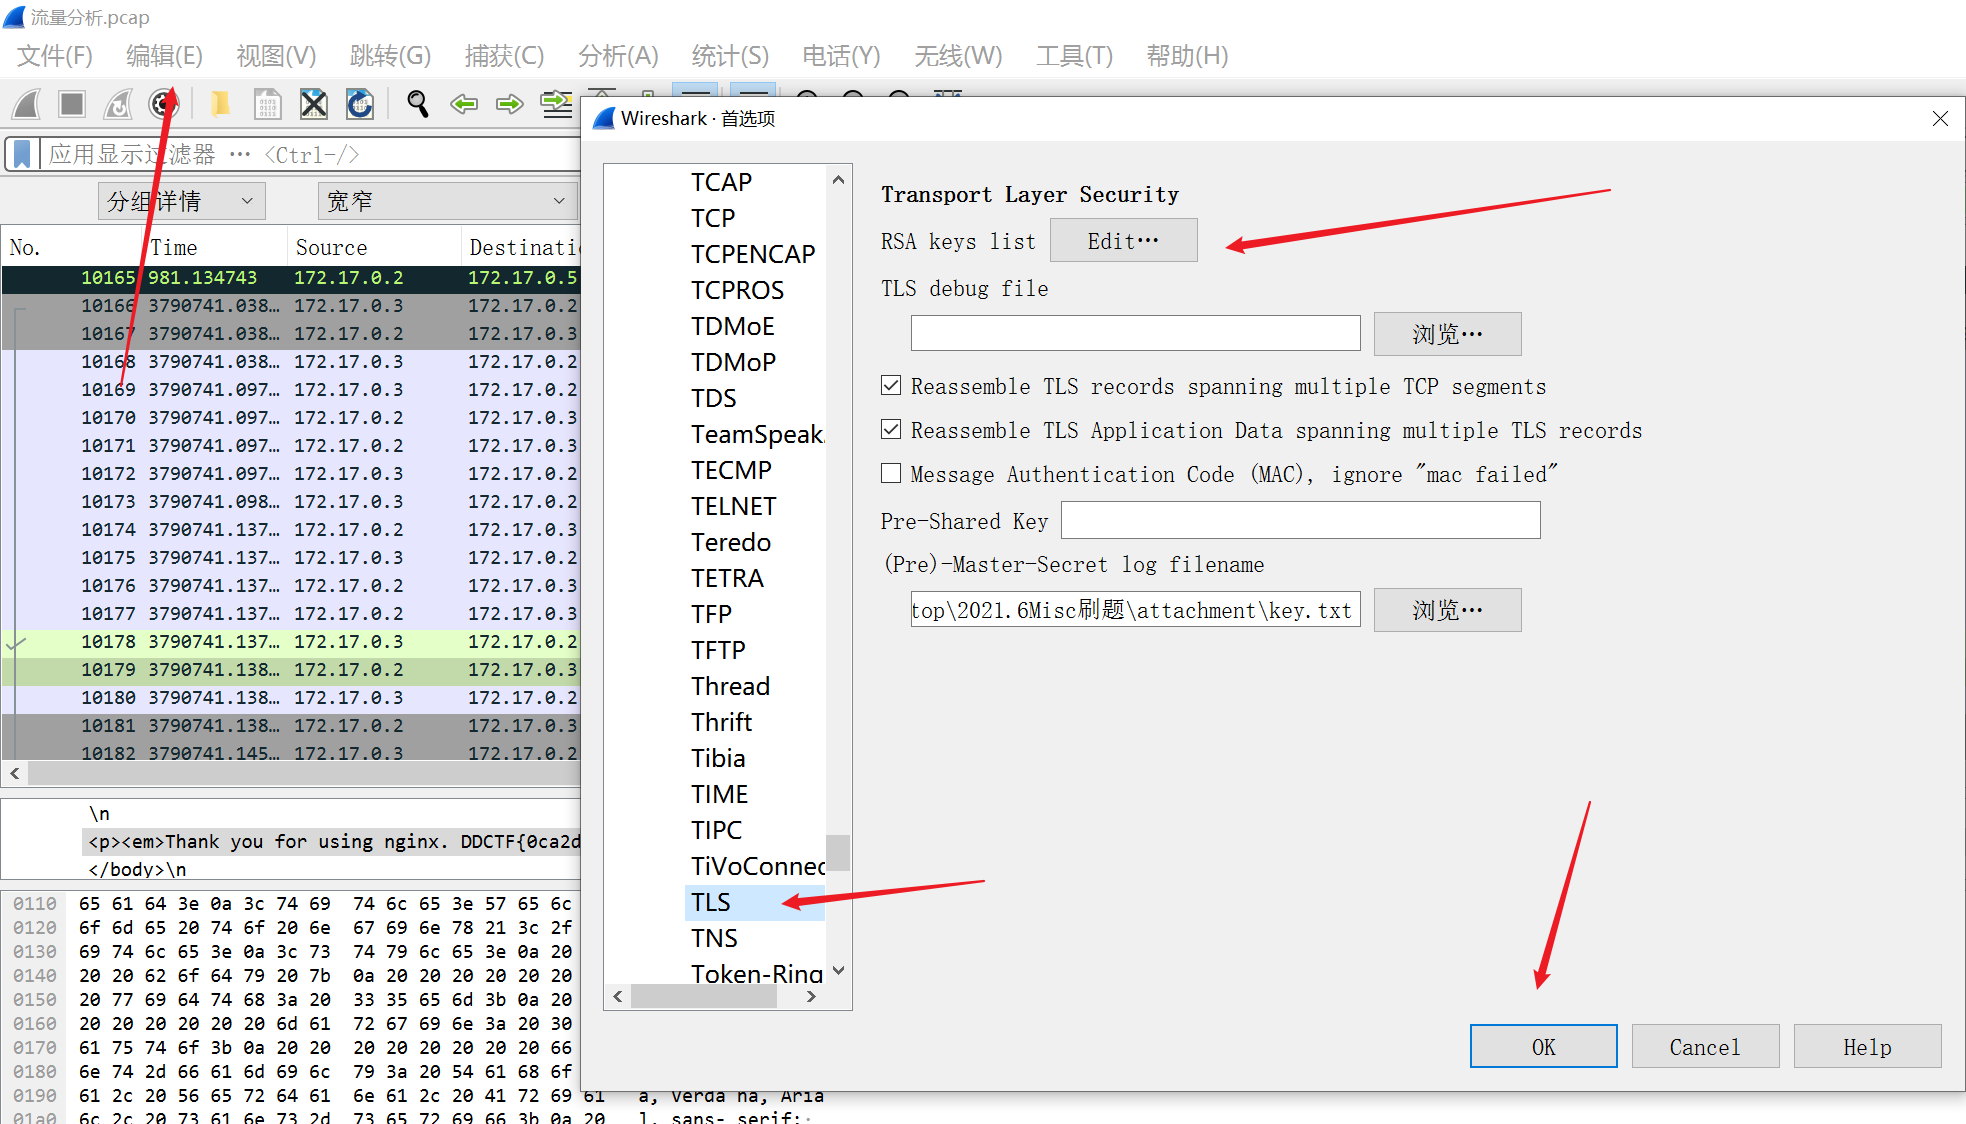 流量分析.pcap
文件(F) 编辑(E) 视图(V) 跳转(G) 捕获(C) 分析(A) 统计(S) 电话(Y) 无线(W) 工具(T) 帮助(H)
应用显示过滤器 … <Ctrl-/>
分组详情 宽窄
No. Time Source Destinatio
10165 981.134743 172.17.0.2 172.17.0.5
10166 3790741.038… 172.17.0.3 172.17.0.2
10167 3790741.038… 172.17.0.2 172.17.0.3
10168 3790741.038… 172.17.0.3 172.17.0.2
10169 3790741.097… 172.17.0.3 172.17.0.2
10170 3790741.097… 172.17.0.2 172.17.0.3
10171 3790741.097… 172.17.0.2 172.17.0.3
10172 3790741.097… 172.17.0.3 172.17.0.2
10173 3790741.098… 172.17.0.3 172.17.0.2
10174 3790741.137… 172.17.0.2 172.17.0.3
10175 3790741.137… 172.17.0.3 172.17.0.2
10176 3790741.137… 172.17.0.2 172.17.0.3
10177 3790741.137… 172.17.0.2 172.17.0.3
10178 3790741.137… 172.17.0.3 172.17.0.2
10179 3790741.138… 172.17.0.2 172.17.0.3
10180 3790741.138… 172.17.0.3 172.17.0.2
10181 3790741.138… 172.17.0.2 172.17.0.3
10182 3790741.145… 172.17.0.3 172.17.0.2
\n
<p><em>Thank you for using nginx. DDCTF{0ca2d
</body>\n
0110 65 61 64 3e 0a 3c 74 69 74 6c 65 3e 57 65 6c
0120 6f 6d 65 20 74 6f 20 6e 67 69 6e 78 21 3c 2f
0130 69 74 6c 65 3e 0a 3c 73 74 79 6c 65 3e 0a 20
0140 20 20 62 6f 64 79 20 7b 0a 20 20 20 20 20 20
0150 20 77 69 64 74 68 3a 20 33 35 65 6d 3b 0a 20
0160 20 20 20 20 20 20 6d 61 72 67 69 6e 3a 20 30
0170 61 75 74 6f 3b 0a 20 20 20 20 20 20 20 20 66
0180 6e 74 2d 66 61 6d 69 6c 79 3a 20 54 61 68 6f
0190 61 2c 20 56 65 72 64 61 6e 61 2c 20 41 72 69 61 a, Verda na, Aria
01a0 6c 2c 20 73 61 6e 73 2d 73 65 72 69 66 3b 0a 20 l, sans- serif;·
Wireshark · 首选项
TCAP
TCP
TCPENCAP
TCPROS
TDMoE
TDMoP
TDS
TeamSpeak
TECMP
TELNET
Teredo
TETRA
TFP
TFTP
Thread
Thrift
Tibia
TIME
TIPC
TiVoConnec
TLS
TNS
Token-Ring
Transport Layer Security
RSA keys list Edit…
TLS debug file
浏览…
Reassemble TLS records spanning multiple TCP segments
Reassemble TLS Application Data spanning multiple TLS records
Message Authentication Code (MAC), ignore "mac failed"
Pre-Shared Key
(Pre)-Master-Secret log filename
top\2021.6Misc刷题\attachment\key.txt 浏览…
OK Cancel Help